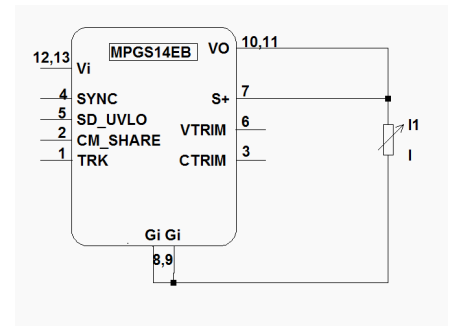 MPGS14EB
VO 10,11
12,13
Vi
4 SYNC
S+ 7
5 SD_UVLO
VTRIM 6
2 CM_SHARE
1 TRK
CTRIM 3
I1
I
Gi Gi
8,9